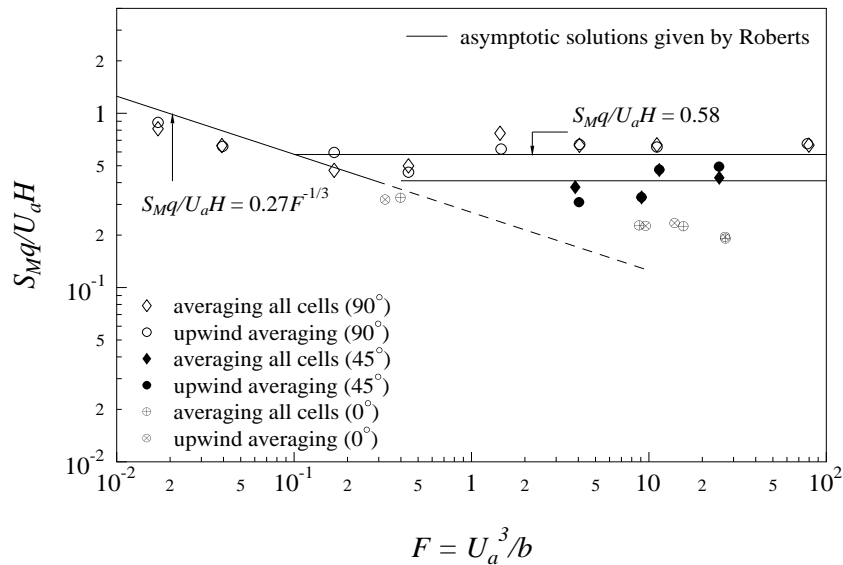 asymptotic solutions given by Roberts
S_Mq/U_aH = 0.58
S_Mq/U_aH = 0.27F^{-1/3}
S_Mq/U_aH
2
1
5
2
10^{-1}
5
2
10^{-2}
averaging all cells (90°)
upwind averaging (90°)
averaging all cells (45°)
upwind averaging (45°)
averaging all cells (0°)
upwind averaging (0°)
10^{-2} 2 5 10^{-1} 2 5 1 2 5 10 2 5 10^2
F = U_a^3/b